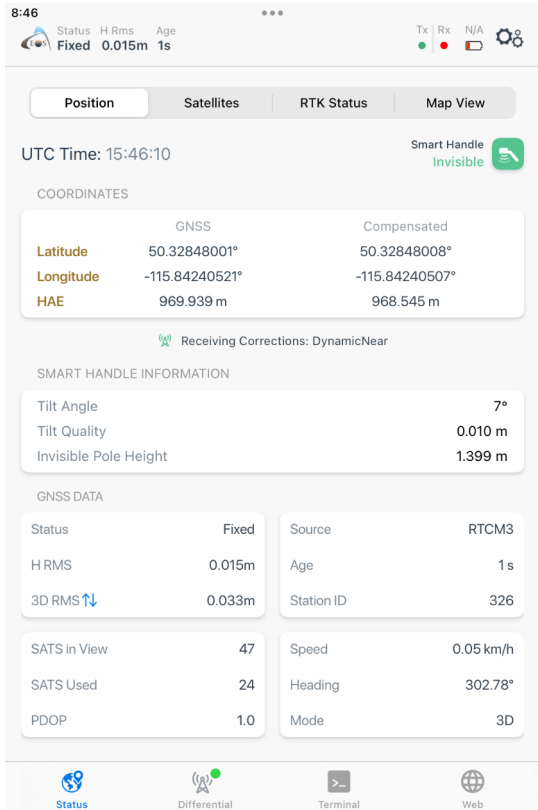 8:46
Status H Rms Age
Fixed 0.015m 1s
Tx Rx N/A
EOS
Position Satellites RTK Status Map View
UTC Time: 15:46:10
Smart Handle
Invisible
COORDINATES
GNSS Compensated
Latitude 50.32848001° 50.32848008°
Longitude -115.84240521° -115.84240507°
HAE 969.939 m 968.545 m
Receiving Corrections: DynamicNear
SMART HANDLE INFORMATION
Tilt Angle 7°
Tilt Quality 0.010 m
Invisible Pole Height 1.399 m
GNSS DATA
Status Fixed Source RTCM3
H RMS 0.015m Age 1 s
3D RMS 0.033m Station ID 326
SATS in View 47 Speed 0.05 km/h
SATS Used 24 Heading 302.78°
PDOP 1.0 Mode 3D
Status Differential Terminal Web